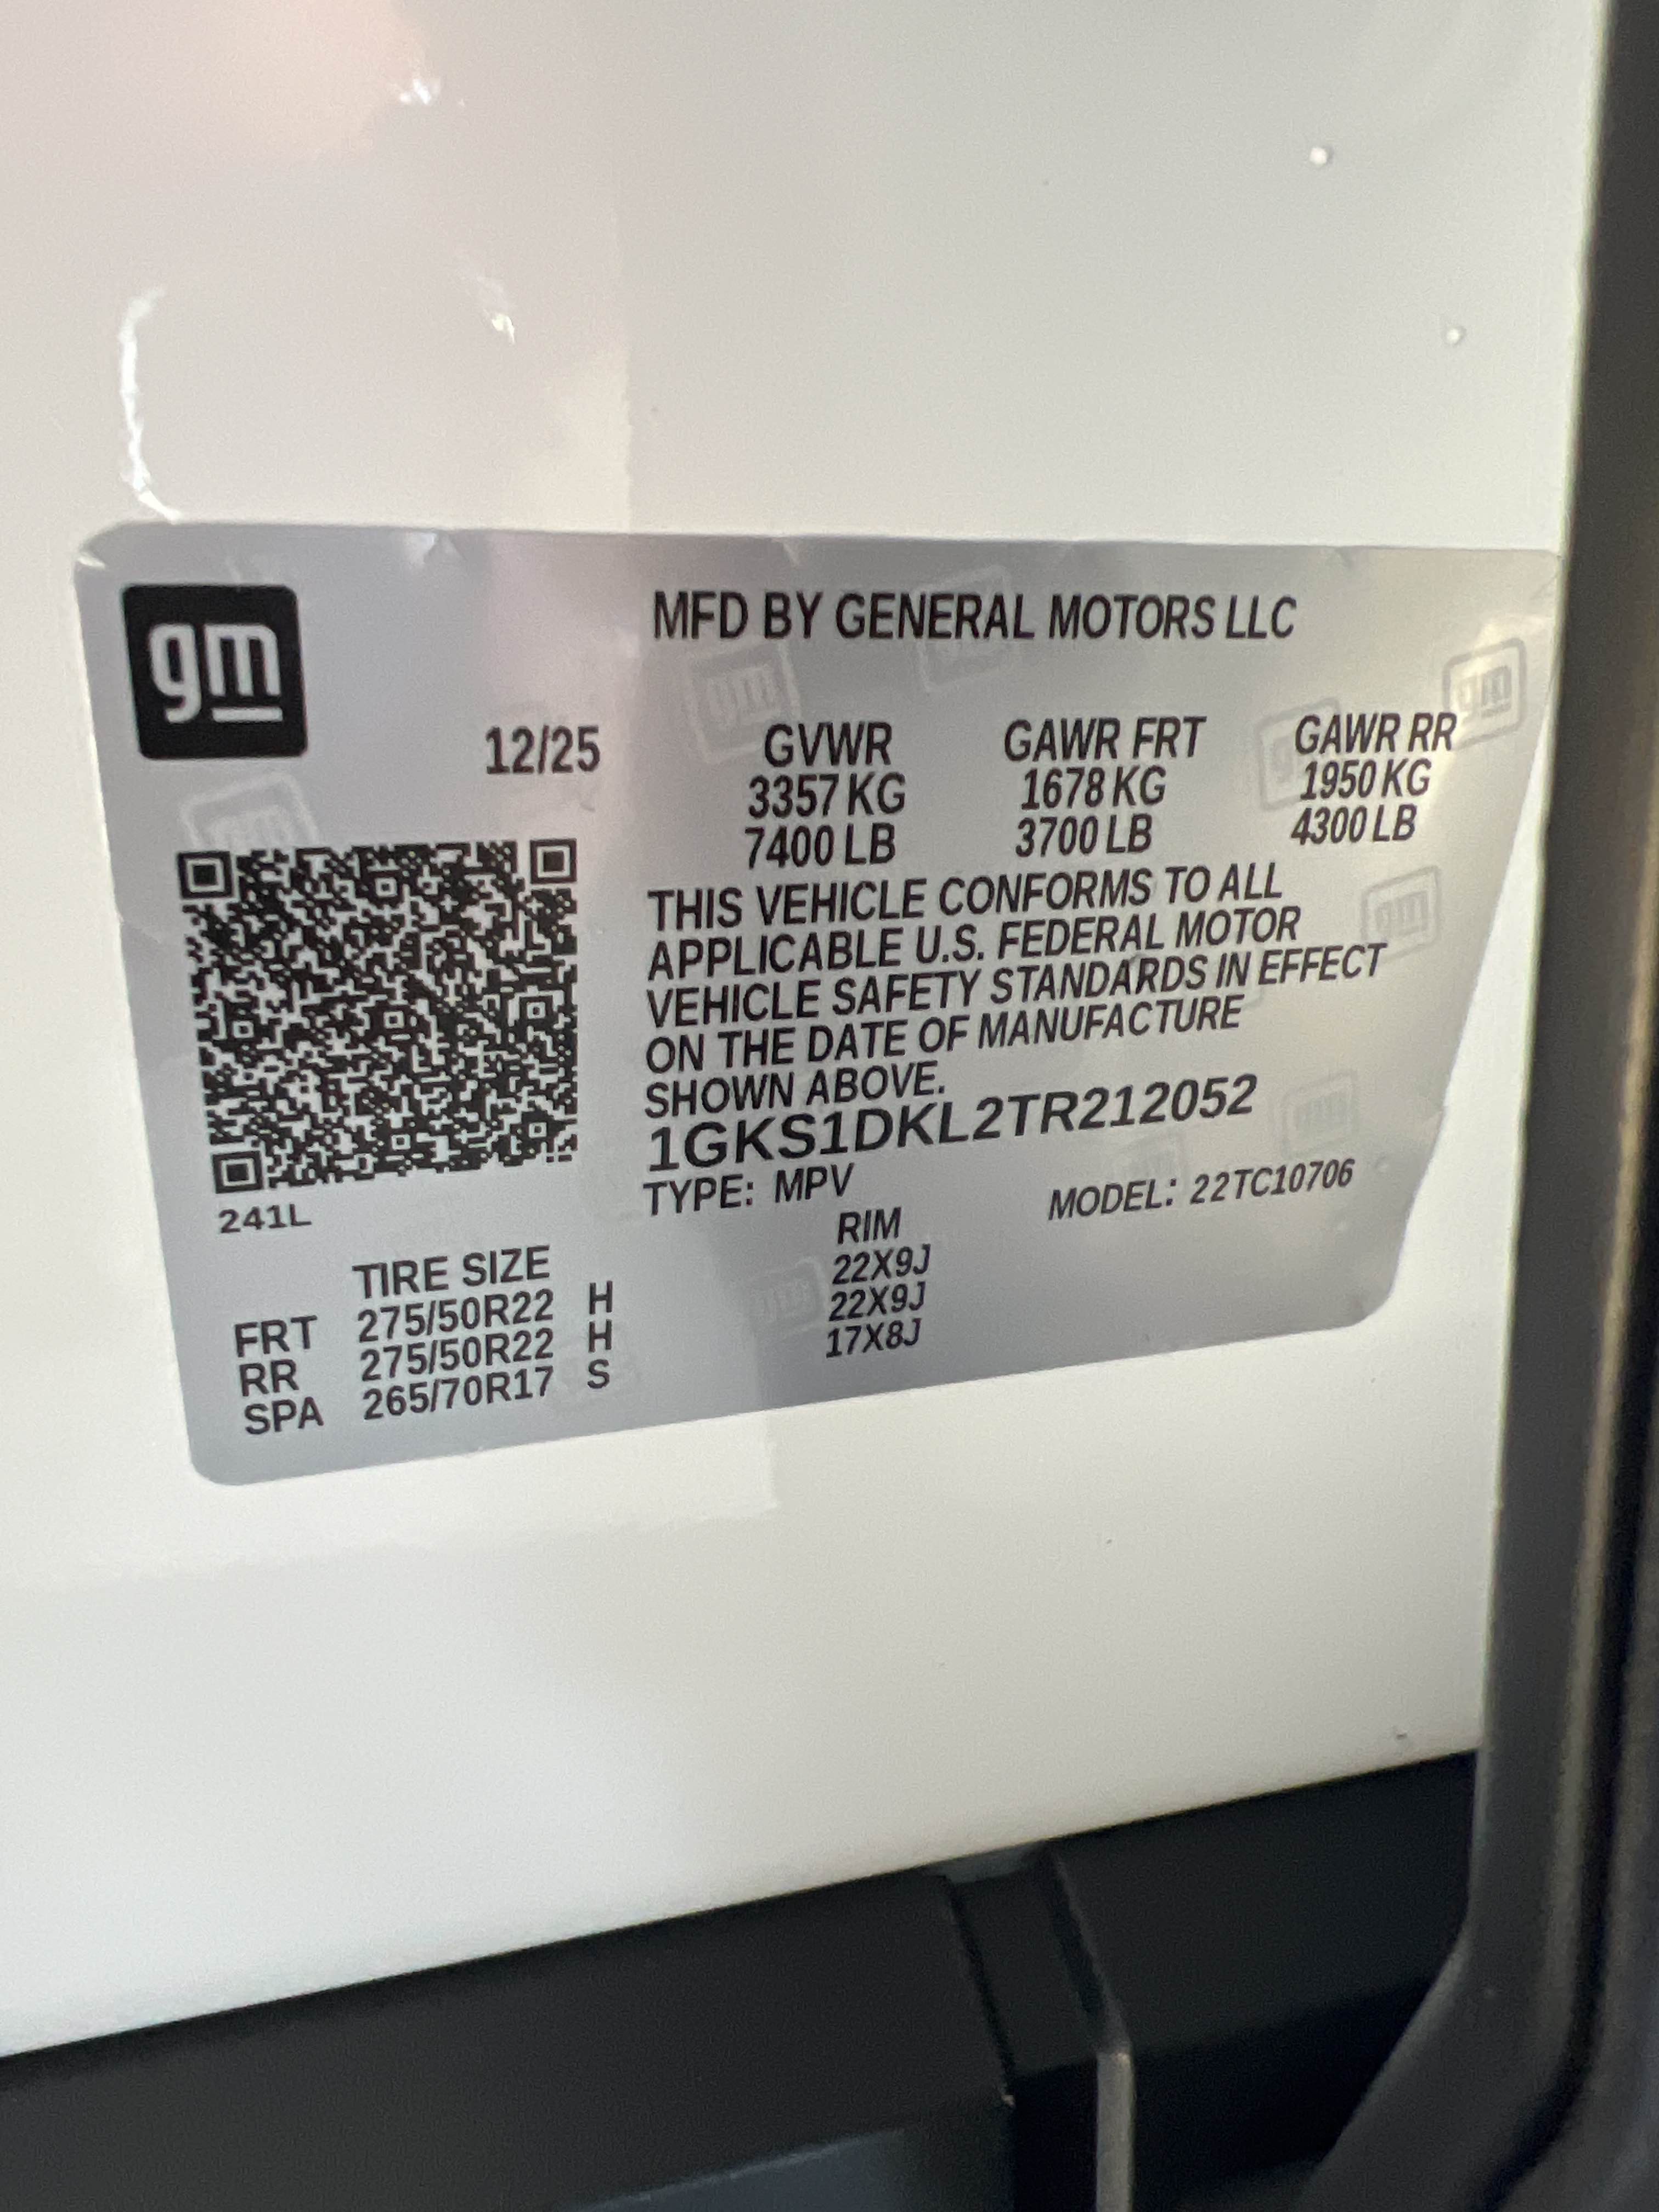 gm
MFD BY GENERAL MOTORS LLC
12/25
GVWR GAWR FRT GAWR RR
3357 KG 1678 KG 1950 KG
7400 LB 3700 LB 4300 LB
THIS VEHICLE CONFORMS TO ALL
APPLICABLE U.S. FEDERAL MOTOR
VEHICLE SAFETY STANDARDS IN EFFECT
ON THE DATE OF MANUFACTURE
SHOWN ABOVE.
1GKS1DKL2TR212052
TYPE: MPV MODEL: 22TC10706
241L
TIRE SIZE RIM
FRT 275/50R22 H 22X9J
RR 275/50R22 H 22X9J
SPA 265/70R17 S 17X8J